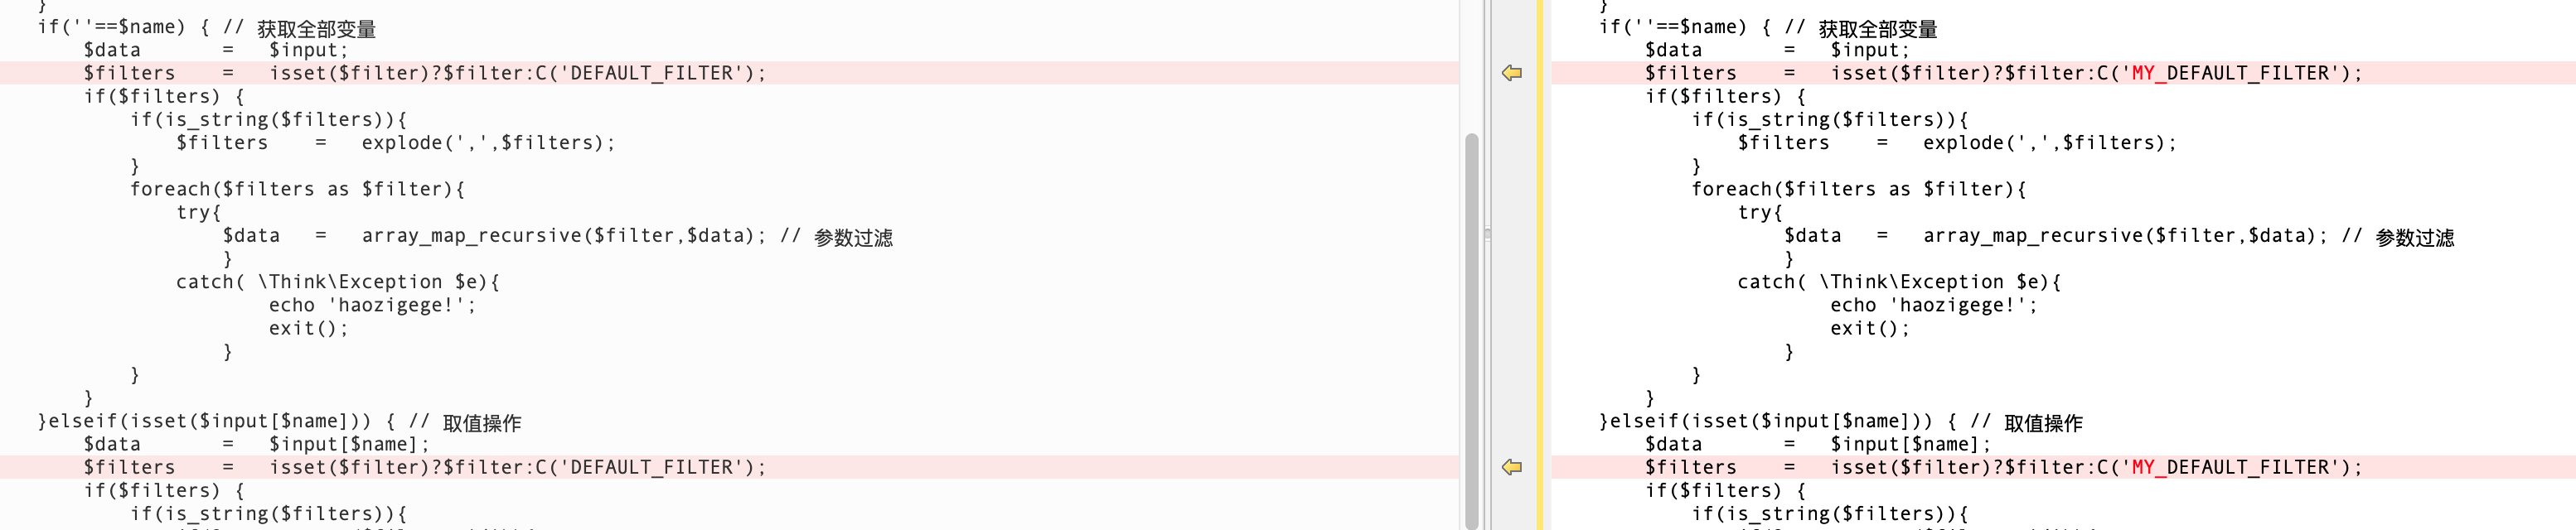 }
if(''==$name) { // 获取全部变量
$data = $input;
$filters = isset($filter)?$filter:C('DEFAULT_FILTER');
if($filters) {
if(is_string($filters)){
$filters = explode(',',$filters);
}
foreach($filters as $filter){
try{
$data = array_map_recursive($filter,$data); // 参数过滤
}
catch( \Think\Exception $e){
echo 'haozigege!';
exit();
}
}
}
}elseif(isset($input[$name])) { // 取值操作
$data = $input[$name];
$filters = isset($filter)?$filter:C('DEFAULT_FILTER');
if($filters) {
if(is_string($filters)){
}
if(''==$name) { // 获取全部变量
$data = $input;
$filters = isset($filter)?$filter:C('MY_DEFAULT_FILTER');
if($filters) {
if(is_string($filters)){
$filters = explode(',',$filters);
}
foreach($filters as $filter){
try{
$data = array_map_recursive($filter,$data); // 参数过滤
}
catch( \Think\Exception $e){
echo 'haozigege!';
exit();
}
}
}
}elseif(isset($input[$name])) { // 取值操作
$data = $input[$name];
$filters = isset($filter)?$filter:C('MY_DEFAULT_FILTER');
if($filters) {
if(is_string($filters)){